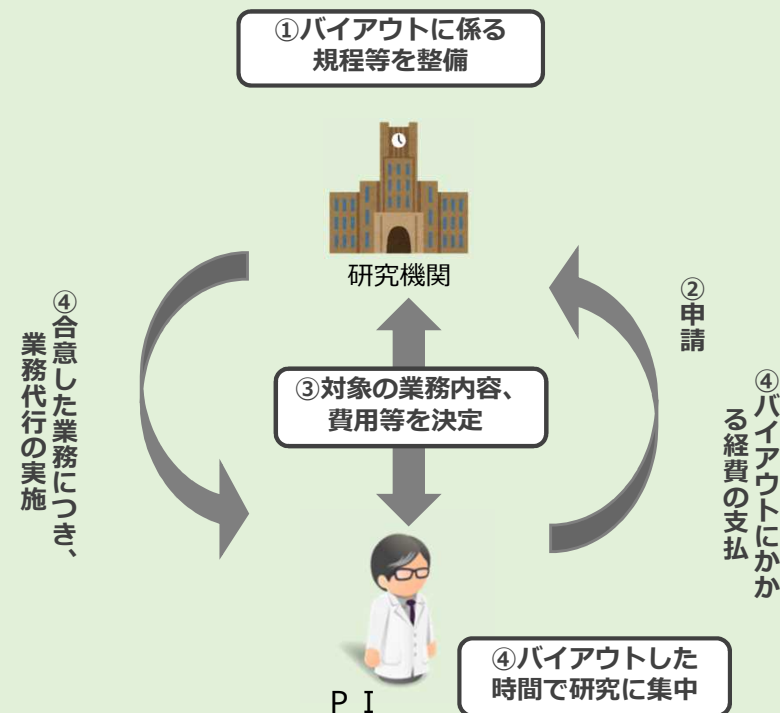 ①バイアウトに係る
規程等を整備
研究機関
②申請
③対象の業務内容、
費用等を決定
④合意した業務につき、
業務代行の実施
④バイアウトにかか
る経費の支払
④バイアウトした
時間で研究に集中
ＰＩ